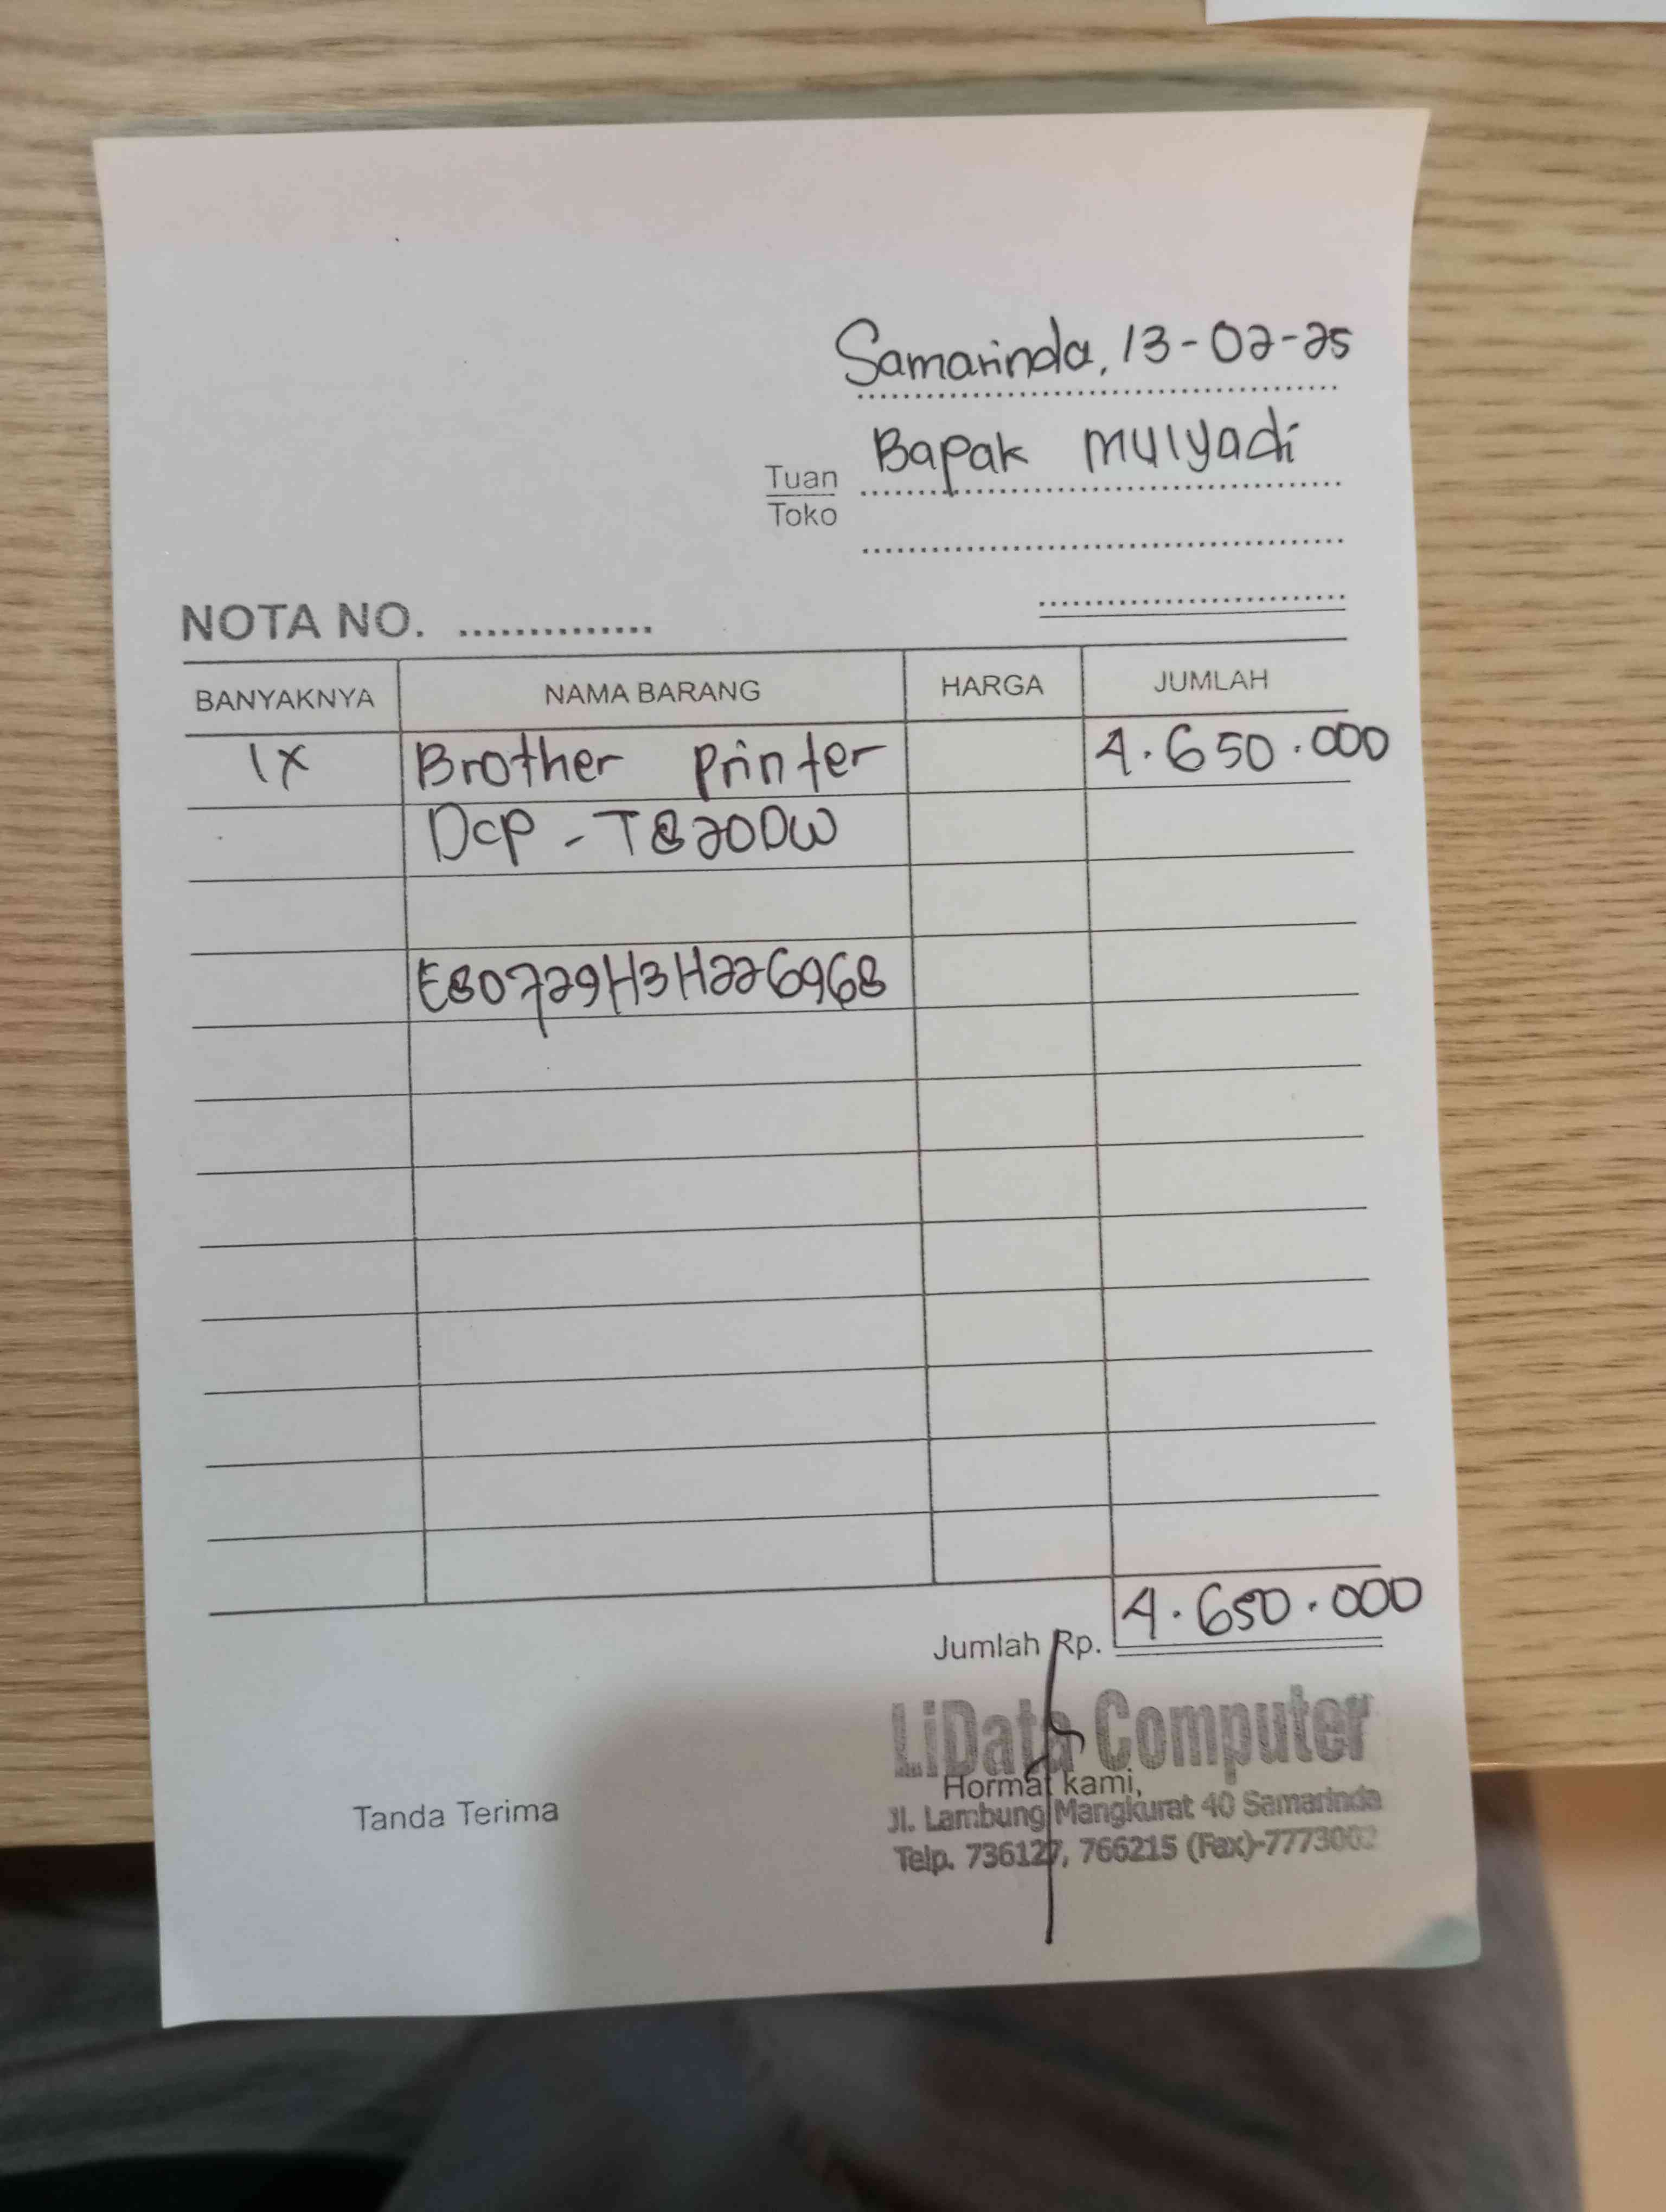 Samarinda, 13-02-25
Tuan Bapak mulyadi
Toko
NOTA NO. ..............
BANYAKNYA NAMA BARANG HARGA JUMLAH
1x Brother Printer 4.650.000
Dcp - T820DW
E80729H3H226968
Jumlah Rp. 4.650.000
LiData Computer
Tanda Terima Hormat kami,
Jl. Lambung Mangkurat 40 Samarinda
Telp. 736127, 766215 (Fax)-7773002